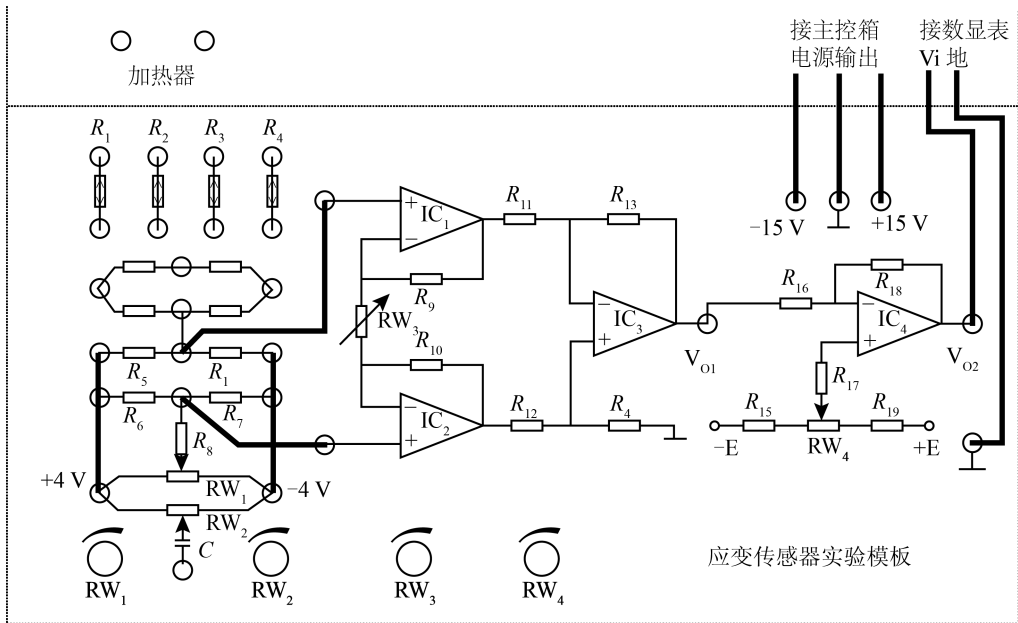 接主控箱 接数显表
电源输出 Vi 地
加热器
R1 R2 R3 R4
−15 V +15 V
+ IC1 R11 R13
−
R9
R16 R18
RW3
− IC3
+
− IC4
+
R10
R5 R1
VO1 VO2
R17
R6 R7
− IC2 R12 R4
+
R15 R19
R8
−E RW4 +E
+4 V RW1 −4 V
RW2
C
应变传感器实验模板
RW1 RW2 RW3 RW4